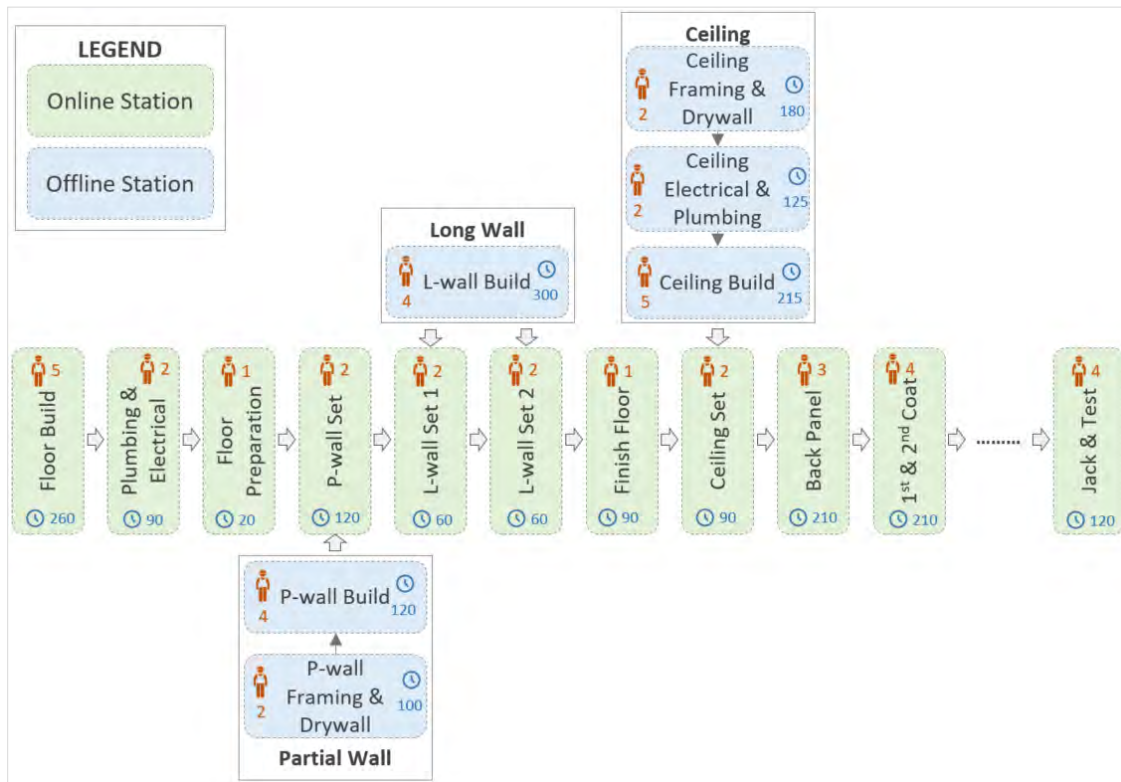 LEGEND
Online Station
Offline Station
Ceiling
Ceiling
Framing &
Drywall
2
180
Ceiling
Electrical &
Plumbing
2
125
Ceiling Build
5
215
Long Wall
L-wall Build
4
300
5
Floor Build
260
2
Plumbing &
Electrical
90
1
Floor
Preparation
20
2
P-wall Set
120
2
L-wall Set 1
60
2
L-wall Set 2
60
1
Finish Floor
90
2
Ceiling Set
90
3
Back Panel
210
4
1st & 2nd Coat
210
.........
4
Jack & Test
120
P-wall Build
4
120
P-wall
Framing &
Drywall
2
100
Partial Wall